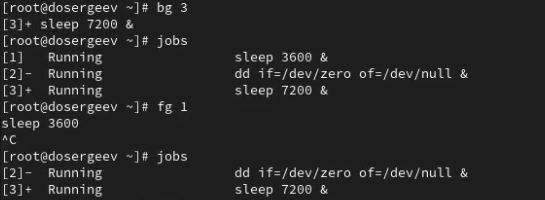 [root@dosergeev ~]# bg 3
[3]+ sleep 7200 &
[root@dosergeev ~]# jobs
[1]   Running                 sleep 3600 &
[2]-  Running                 dd if=/dev/zero of=/dev/null &
[3]+  Running                 sleep 7200 &
[root@dosergeev ~]# fg 1
sleep 3600
^C
[root@dosergeev ~]# jobs
[2]-  Running                 dd if=/dev/zero of=/dev/null &
[3]+  Running                 sleep 7200 &